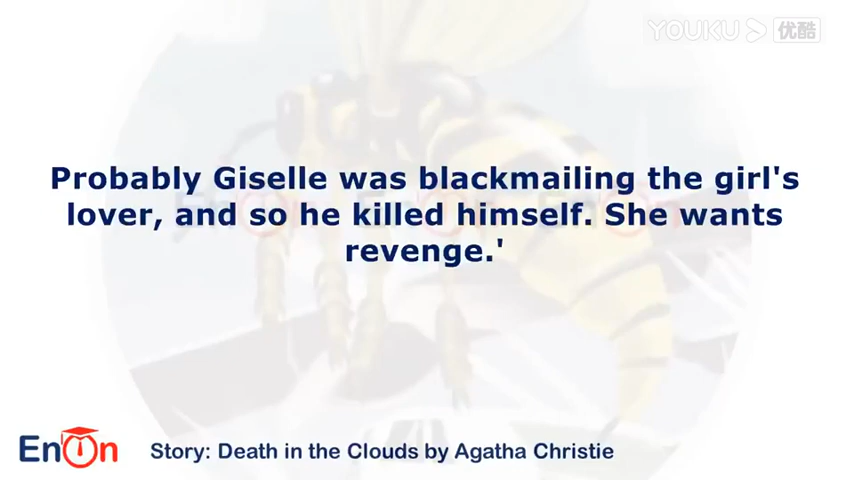 YOUKU 优酷
Probably Giselle was blackmailing the girl's
lover, and so he killed himself. She wants
revenge.'
EnOn
Story: Death in the Clouds by Agatha Christie